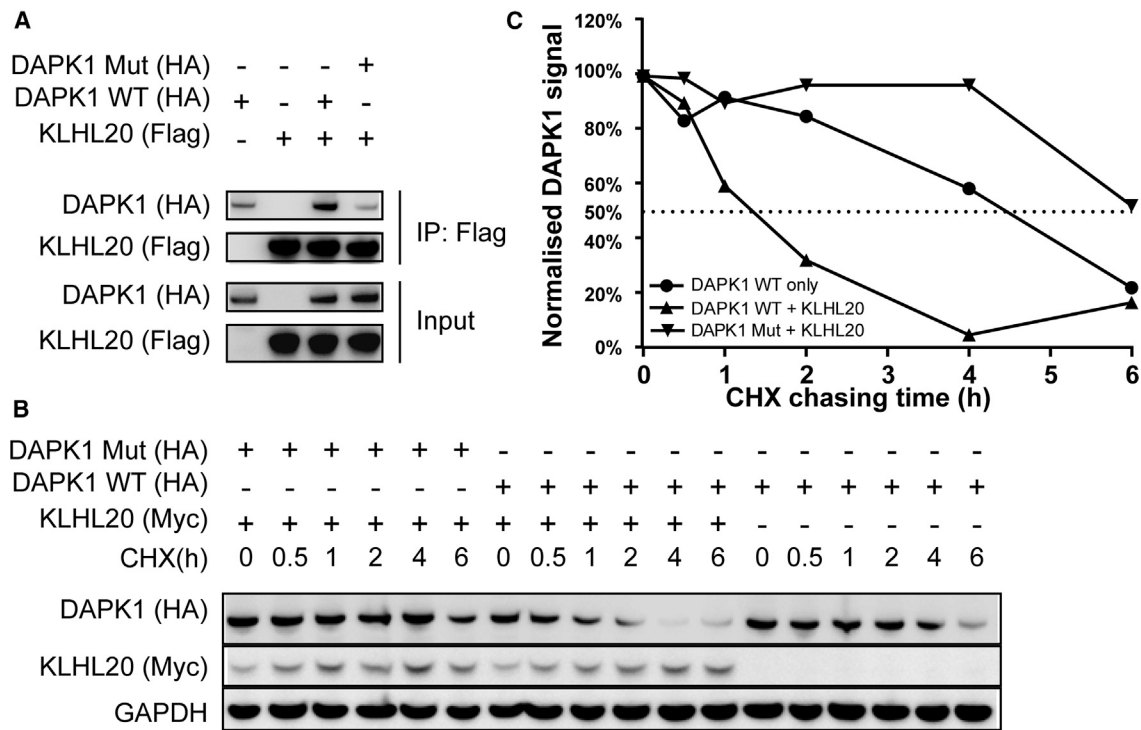 A
DAPK1 Mut (HA) - - - +
DAPK1 WT (HA) + - + -
KLHL20 (Flag) - + + +
DAPK1 (HA)
KLHL20 (Flag)
IP: Flag
DAPK1 (HA)
KLHL20 (Flag)
Input
C
Normalised DAPK1 signal
120%
100%
80%
60%
50%
40%
20%
0%
DAPK1 WT only
DAPK1 WT + KLHL20
DAPK1 Mut + KLHL20
0 1 2 3 4 5 6
CHX chasing time (h)
B
DAPK1 Mut (HA) + + + + + + - - - - - - - - - - - -
DAPK1 WT (HA) - - - - - - + + + + + + + + + + + +
KLHL20 (Myc) + + + + + + + + + + + + - - - - - -
CHX(h) 0 0.5 1 2 4 6 0 0.5 1 2 4 6 0 0.5 1 2 4 6
DAPK1 (HA)
KLHL20 (Myc)
GAPDH